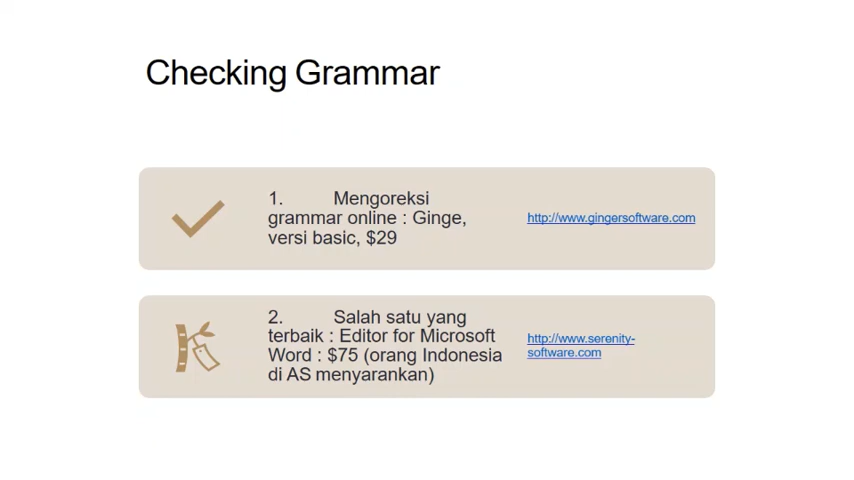 Checking Grammar
1. Mengoreksi
grammar online : Ginge,
versi basic, $29
http://www.gingersoftware.com
2. Salah satu yang
terbaik : Editor for Microsoft
Word : $75 (orang Indonesia
di AS menyarankan)
http://www.serenity-
software.com